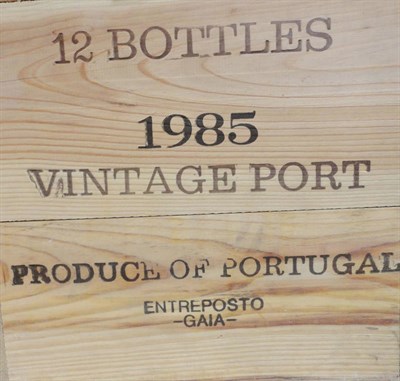 12 BOTTLES
1985
VINTAGE PORT
PRODUCE OF PORTUGAL
ENTREPOSTO
-GAIA-